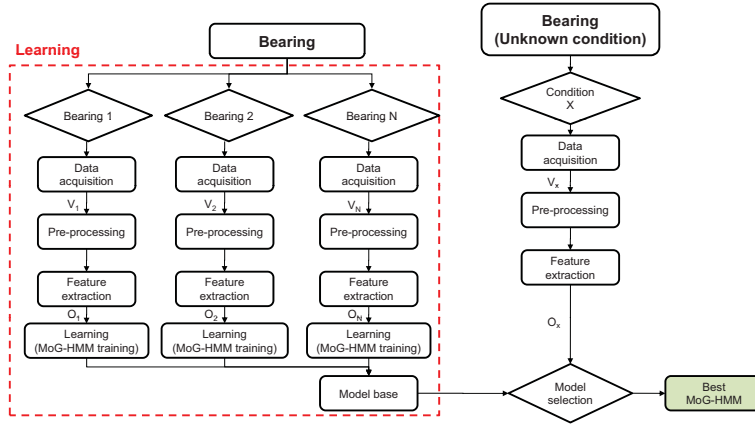 Bearing
Learning
Bearing 1
Bearing 2
Bearing N
Data
acquisition
Data
acquisition
Data
acquisition
V1
V2
VN
Pre-processing
Pre-processing
Pre-processing
Feature
extraction
Feature
extraction
Feature
extraction
O1
O2
ON
Learning
(MoG-HMM training)
Learning
(MoG-HMM training)
Learning
(MoG-HMM training)
Model base
Bearing
(Unknown condition)
Condition
X
Data
acquisition
Vx
Pre-processing
Feature
extraction
Ox
Model
selection
Best
MoG-HMM